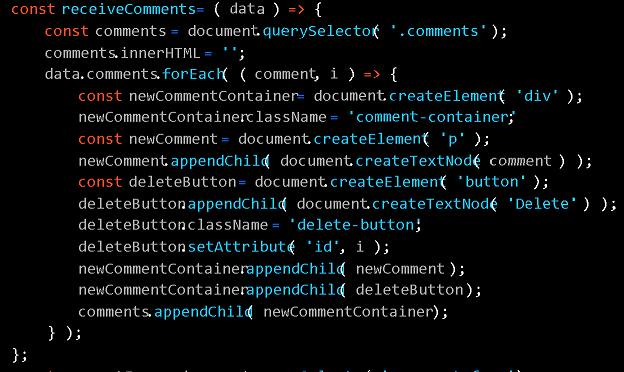 const receiveComments= ( data ) => {
const comments = document.querySelector( '.comments');
comments.innerHTML = '';
data.comments.forEach( ( comment, i ) => {
const newCommentContainer= document.createElement( 'div' );
newCommentContainer.className = 'comment-container';
const newComment= document.createElement( 'p' );
newComment.appendChild( document.createTextNode( comment ) );
const deleteButton= document.createElement( 'button' );
deleteButton.appendChild( document.createTextNode( 'Delete' ) );
deleteButton.className = 'delete-button;
deleteButton.setAttribute( 'id', i );
newCommentContainer.appendChild( newComment );
newCommentContainer.appendChild( deleteButton);
comments.appendChild( newCommentContainer);
} );
};